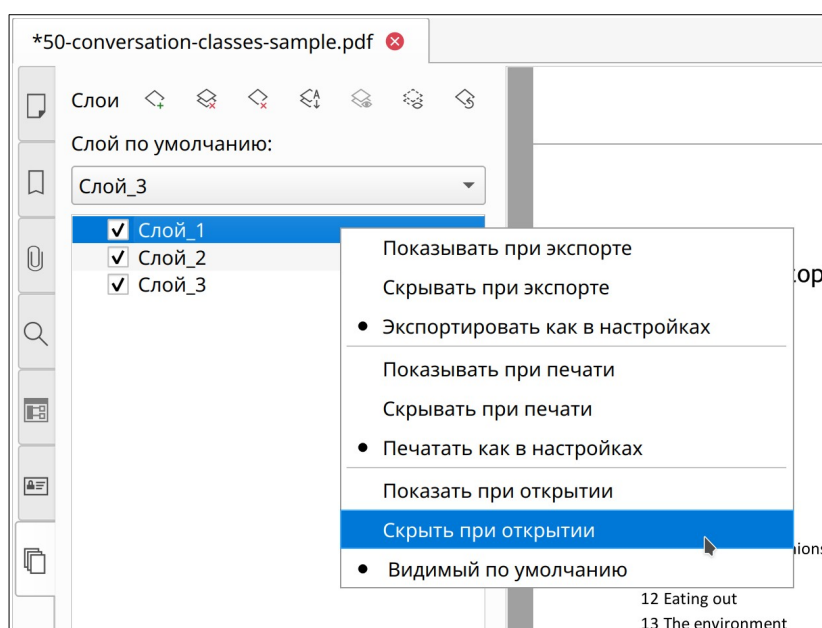 *50-conversation-classes-sample.pdf
Слои
Слой по умолчанию:
Слой_3
Слой_1
Слой_2
Слой_3
Показывать при экспорте
Скрывать при экспорте
Экспортировать как в настройках
Показывать при печати
Скрывать при печати
Печатать как в настройках
Показать при открытии
Скрыть при открытии
Видимый по умолчанию
12 Eating out
13 The environment